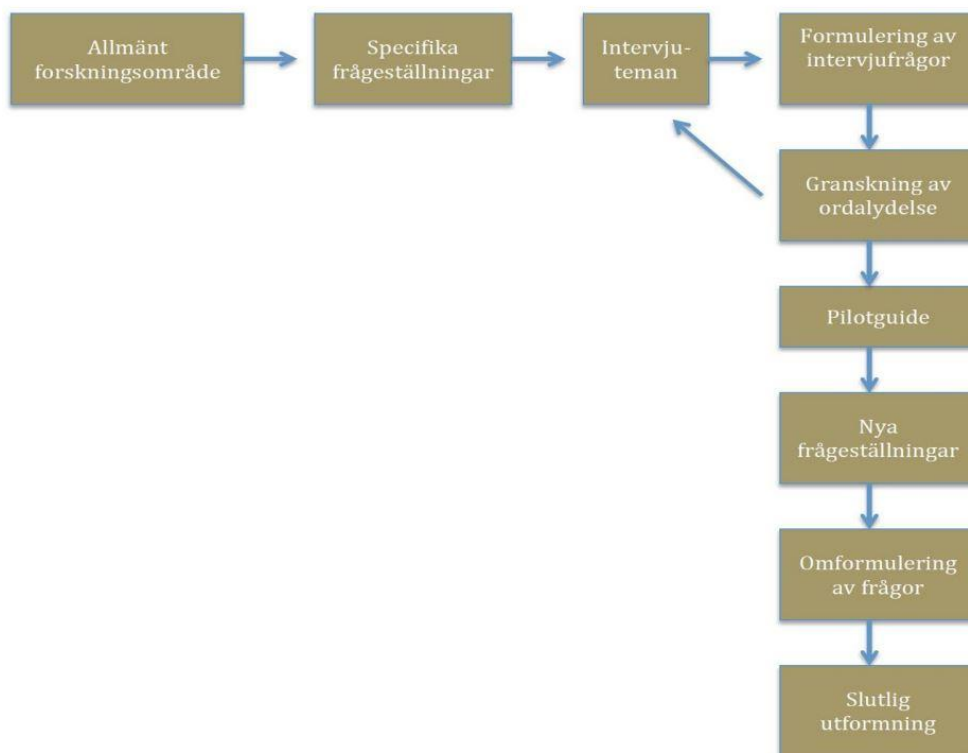 Allmänt
forskningsområde
Specifika
frågeställningar
Intervju-
teman
Formulering av
intervjufrågor
Granskning av
ordalydelse
Pilotguide
Nya
frågeställningar
Omformulering
av frågor
Slutlig
utformning